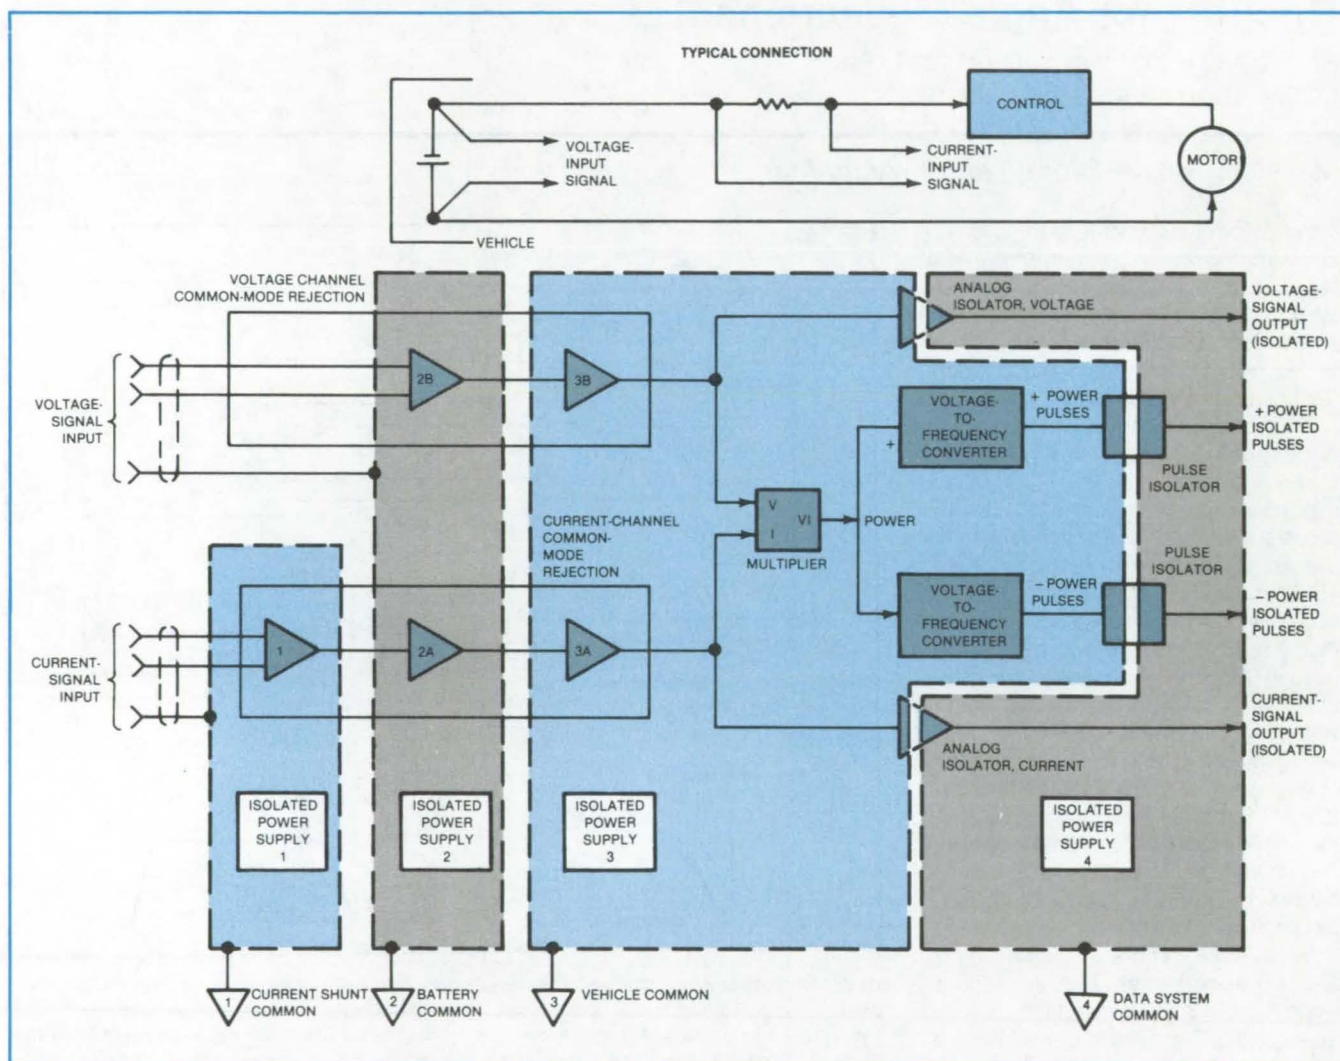 TYPICAL CONNECTION
CONTROL
MOTOR
VOLTAGE-
INPUT
SIGNAL
CURRENT-
INPUT
SIGNAL
VEHICLE
VOLTAGE CHANNEL
COMMON-MODE REJECTION
ANALOG
ISOLATOR, VOLTAGE
VOLTAGE-
SIGNAL
OUTPUT
(ISOLATED)
2B
3B
VOLTAGE-
SIGNAL
INPUT
VOLTAGE-
TO-
FREQUENCY
CONVERTER
+
+ POWER
PULSES
+ POWER
ISOLATED
PULSES
PULSE
ISOLATOR
V
I
VI
MULTIPLIER
POWER
CURRENT-CHANNEL
COMMON-
MODE
REJECTION
PULSE
ISOLATOR
VOLTAGE-
TO-
FREQUENCY
CONVERTER
− POWER
PULSES
− POWER
ISOLATED
PULSES
1
2A
3A
CURRENT-
SIGNAL
INPUT
CURRENT-
SIGNAL
OUTPUT
(ISOLATED)
ANALOG
ISOLATOR, CURRENT
ISOLATED
POWER
SUPPLY
1
ISOLATED
POWER
SUPPLY
2
ISOLATED
POWER
SUPPLY
3
ISOLATED
POWER
SUPPLY
4
1
CURRENT SHUNT
COMMON
2
BATTERY
COMMON
3
VEHICLE COMMON
4
DATA SYSTEM
COMMON